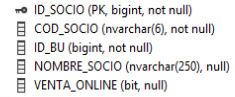 ID_SOCIO (PK, bigint, not null)
COD_SOCIO (nvarchar(6), not null)
ID_BU (bigint, not null)
NOMBRE_SOCIO (nvarchar(250), null)
VENTA_ONLINE (bit, null)